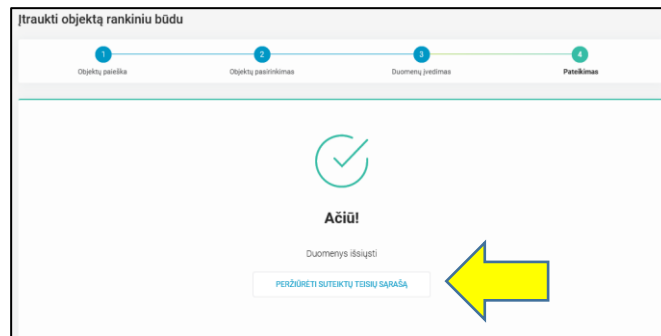 Įtraukti objektą rankiniu būdu
1 2 3 4
Objektų paieška Objektų pasirinkimas Duomenų įvedimas Pateikimas
Ačiū!
Duomenys išsiųsti
PERŽIŪRĖTI SUTEIKTŲ TEISIŲ SĄRAŠĄ